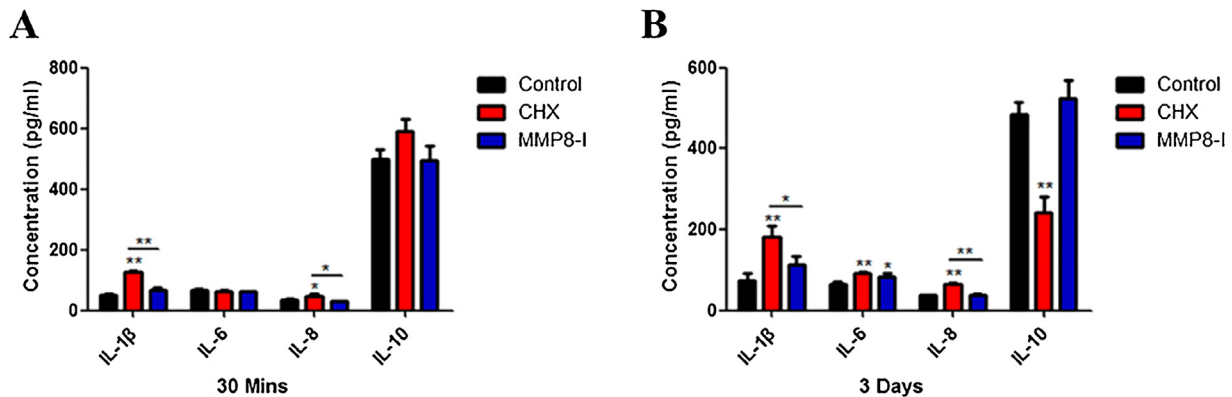 A
Concentration (pg/ml)
800
600
400
200
0
**
**
*
*
IL-1β
IL-6
IL-8
IL-10
30 Mins
Control
CHX
MMP8-I
B
Concentration (pg/ml)
600
400
200
0
*
**
**
*
**
**
**
IL-1β
IL-6
IL-8
IL-10
3 Days
Control
CHX
MMP8-I